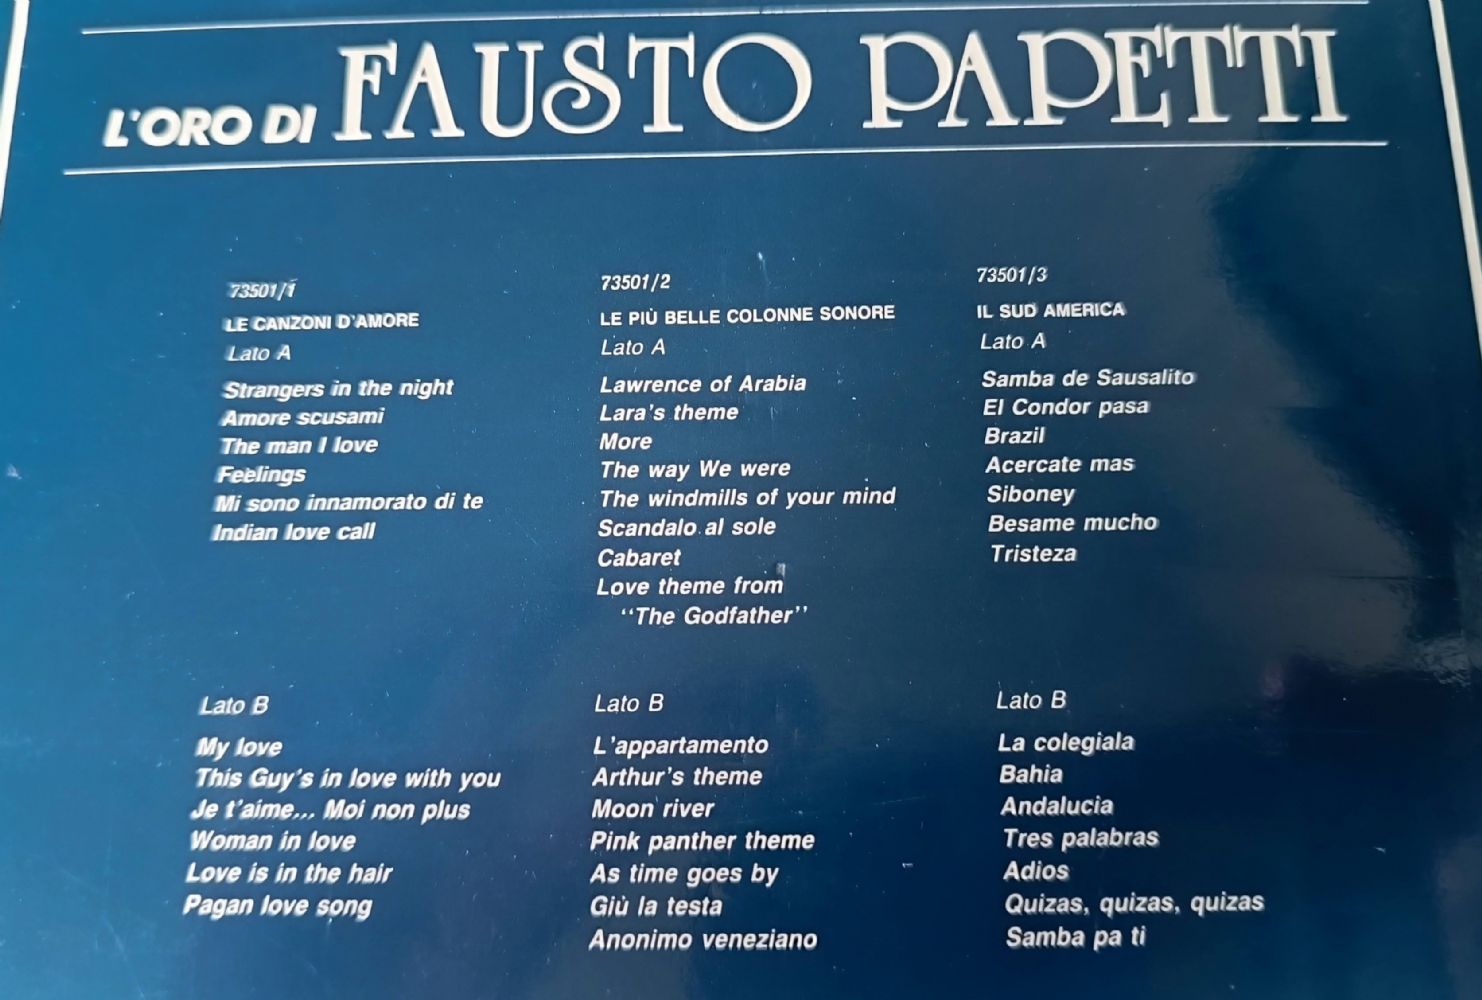 L'ORO DI FAUSTO PAPETTI
73501/1
LE CANZONI D'AMORE
Lato A
Strangers in the night
Amore scusami
The man I love
Feelings
Mi sono innamorato di te
Indian love call
Lato B
My love
This Guy's in love with you
Je t'aime... Moi non plus
Woman in love
Love is in the hair
Pagan love song
73501/2
LE PIÙ BELLE COLONNE SONORE
Lato A
Lawrence of Arabia
Lara's theme
More
The way We were
The windmills of your mind
Scandalo al sole
Cabaret
Love theme from
"The Godfather"
Lato B
L'appartamento
Arthur's theme
Moon river
Pink panther theme
As time goes by
Giù la testa
Anonimo veneziano
73501/3
IL SUD AMERICA
Lato A
Samba de Sausalito
El Condor pasa
Brazil
Acercate mas
Siboney
Besame mucho
Tristeza
Lato B
La colegiala
Bahia
Andalucia
Tres palabras
Adios
Quizas, quizas, quizas
Samba pa ti